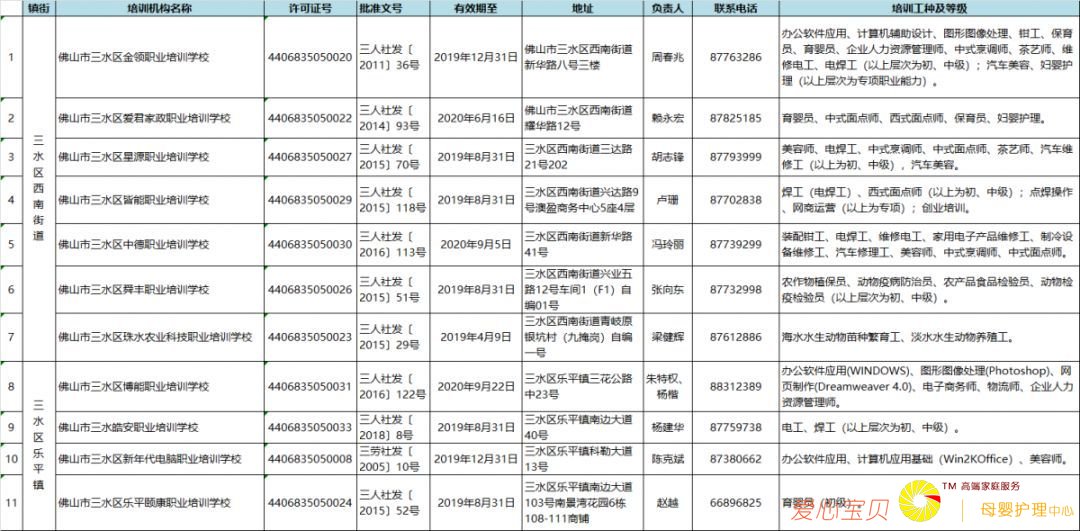 镇街 培训机构名称 许可证号 批准文号 有效期至 地址 负责人 联系电话 培训工种及等级
三水区西南街道
1 佛山市三水区金领职业培训学校 4406835050020 三人社发〔2011〕36号 2019年12月31日 佛山市三水区西南街道新华路八号三楼 周春兆 87763286 办公软件应用、计算机辅助设计、图形图像处理、钳工、保育员、育婴员、企业人力资源管理师、中式烹调师、茶艺师、维修电工、电焊工（以上层次为初、中级）；汽车美容、妇婴护理（以上层次为专项职业能力）。
2 佛山市三水区爱君家政职业培训学校 4406835050022 三人社发〔2014〕93号 2020年6月16日 佛山市三水区西南街道耀华路12号 赖永宏 87825185 育婴员、中式面点师、西式面点师、保育员、妇婴护理。
3 佛山市三水区星源职业培训学校 4406835050027 三人社发〔2015〕70号 2019年8月31日 三水区西南街道三达路21号202 胡志锋 87793999 美容师、电焊工、中式烹调师、中式面点师、茶艺师、汽车维修工（以上为初、中级），汽车美容。
4 佛山市三水区皆能职业培训学校 4406835050029 三人社发〔2015〕118号 2019年8月31日 三水区西南街道兴达路9号澳盈商务中心5座4层 卢珊 87702838 焊工（电焊工）、西式面点师（以上为初、中级）；点焊操作、网商运营（以上为专项）；创业培训。
5 佛山市三水区中德职业培训学校 4406835050030 三人社发〔2016〕113号 2020年9月5日 三水区西南街道新华路41号 冯玲丽 87739299 装配钳工、电焊工、维修电工、家用电子产品维修工、制冷设备维修工、汽车修理工、美容师、中式烹调师、中式面点师。
6 佛山市三水区舜丰职业培训学校 4406835050026 三人社发〔2015〕51号 2019年8月31日 三水区西南街道兴业五路12号车间1（F1）自编01号 张向东 87732998 农作物植保员、动物疫病防治员、农产品食品检验员、动物检疫检验员（以上层次为初、中级）。
7 佛山市三水区珠水农业科技职业培训学校 4406835050023 三人社发〔2015〕29号 2019年4月9日 三水区西南街道青岐原银坑村（九掩岗）自编一号 梁健辉 87612886 海水水生动物苗种繁育工、淡水水生动物养殖工。
三水区乐平镇
8 佛山市三水区博能职业培训学校 4406835050031 三人社发〔2016〕122号 2020年9月22日 三水区乐平镇三花公路中23号 朱特权、杨楷 88312389 办公软件应用(WINDOWS)、图形图像处理(Photoshop)、网页制作(Dreamweaver 4.0)、电子商务师、物流师、企业人力资源管理师。
9 佛山市三水皓安职业培训学校 4406835050033 三人社发〔2018〕8号 2019年8月31日 三水区乐平镇南边大道40号 杨建华 87759738 电工、焊工（以上层次为初、中级）。
10 佛山市三水区新年代电脑职业培训学校 4406835050008 三劳社发〔2005〕10号 2019年12月31日 三水区乐平镇科勒大道13号 陈克斌 87380662 办公软件应用、计算机应用基础（Win2KOffice）、美容师。
11 佛山市三水区乐平颐康职业培训学校 4406835050024 三人社发〔2015〕52号 2019年8月31日 三水区乐平镇南边大道103号南景湾花园6栋108-111商铺 赵越 66896825 育婴员（初级）
爱心宝贝 TM 高端家庭服务
母婴护理中心